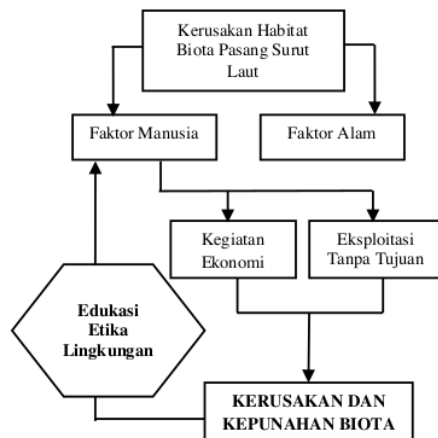 Kerusakan Habitat
Biota Pasang Surut
Laut
Faktor Manusia
Faktor Alam
Kegiatan
Ekonomi
Eksploitasi
Tanpa Tujuan
Edukasi
Etika
Lingkungan
KERUSAKAN DAN
KEPUNAHAN BIOTA